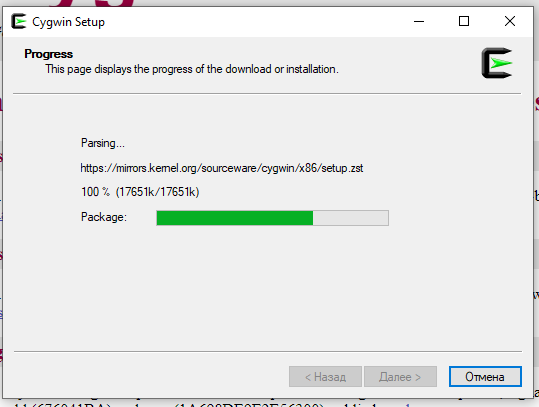 Cygwin Setup
Progress
This page displays the progress of the download or installation.
Parsing...
https://mirrors.kernel.org/sourceware/cygwin/x86/setup.zst
100 % (17651k/17651k)
Package:
< Назад
Далее >
Отмена